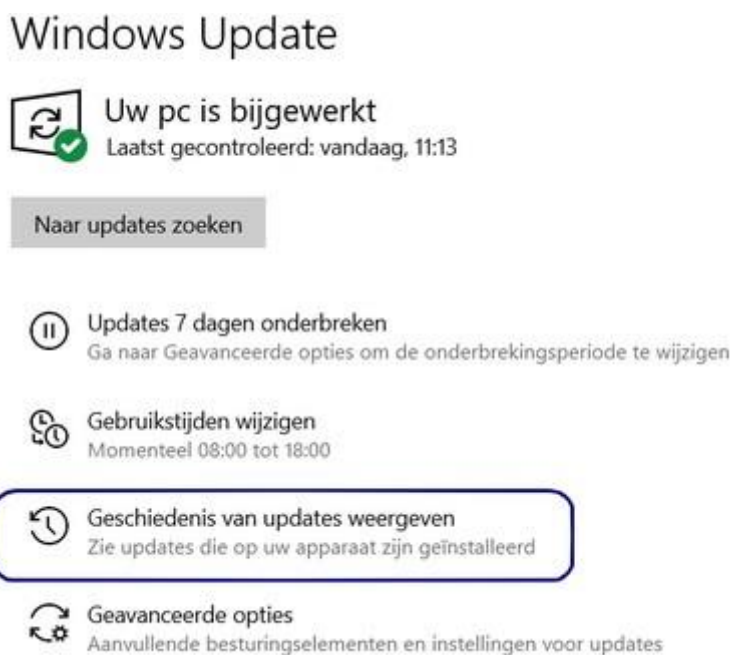 Windows Update
Uw pc is bijgewerkt
Laatst gecontroleerd: vandaag, 11:13
Naar updates zoeken
Updates 7 dagen onderbreken
Ga naar Geavanceerde opties om de onderbrekingsperiode te wijzigen
Gebruikstijden wijzigen
Momenteel 08:00 tot 18:00
Geschiedenis van updates weergeven
Zie updates die op uw apparaat zijn geïnstalleerd
Geavanceerde opties
Aanvullende besturingselementen en instellingen voor updates